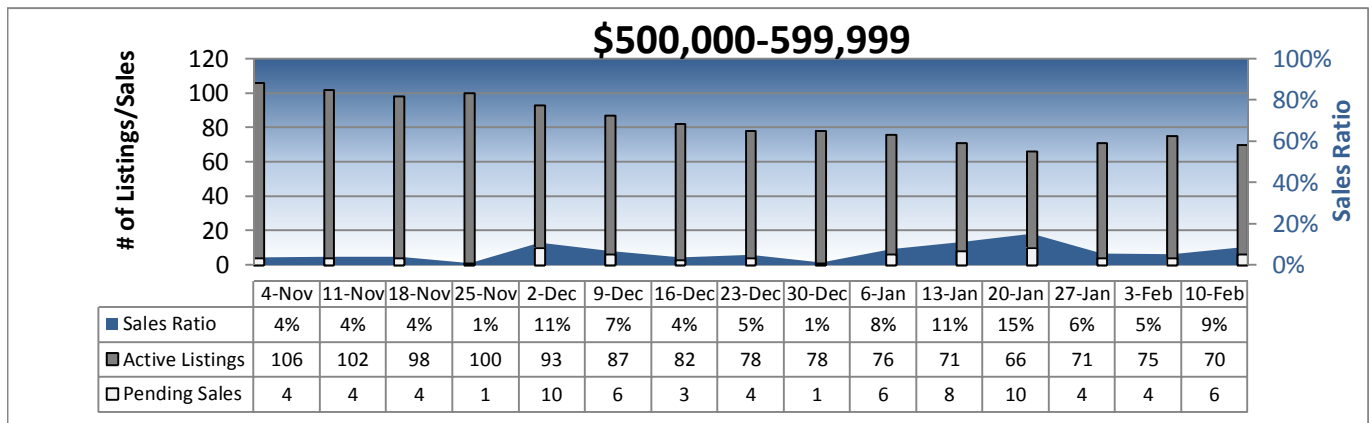 $500,000-599,999
# of Listings/Sales
120
100
80
60
40
20
0
100%
80%
60%
40%
20%
0%
Sales Ratio
4-Nov 11-Nov 18-Nov 25-Nov 2-Dec 9-Dec 16-Dec 23-Dec 30-Dec 6-Jan 13-Jan 20-Jan 27-Jan 3-Feb 10-Feb
Sales Ratio 4% 4% 4% 1% 11% 7% 4% 5% 1% 8% 11% 15% 6% 5% 9%
Active Listings 106 102 98 100 93 87 82 78 78 76 71 66 71 75 70
Pending Sales 4 4 4 1 10 6 3 4 1 6 8 10 4 4 6